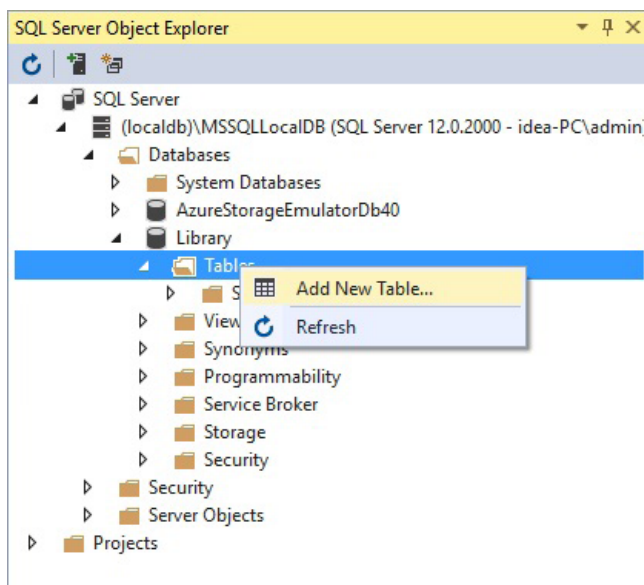 SQL Server Object Explorer
SQL Server
(localdb)\MSSQLLocalDB (SQL Server 12.0.2000 - idea-PC\admin)
Databases
System Databases
AzureStorageEmulatorDb40
Library
Tables
Add New Table...
Refresh
Synonyms
Programmability
Service Broker
Storage
Security
Security
Server Objects
Projects